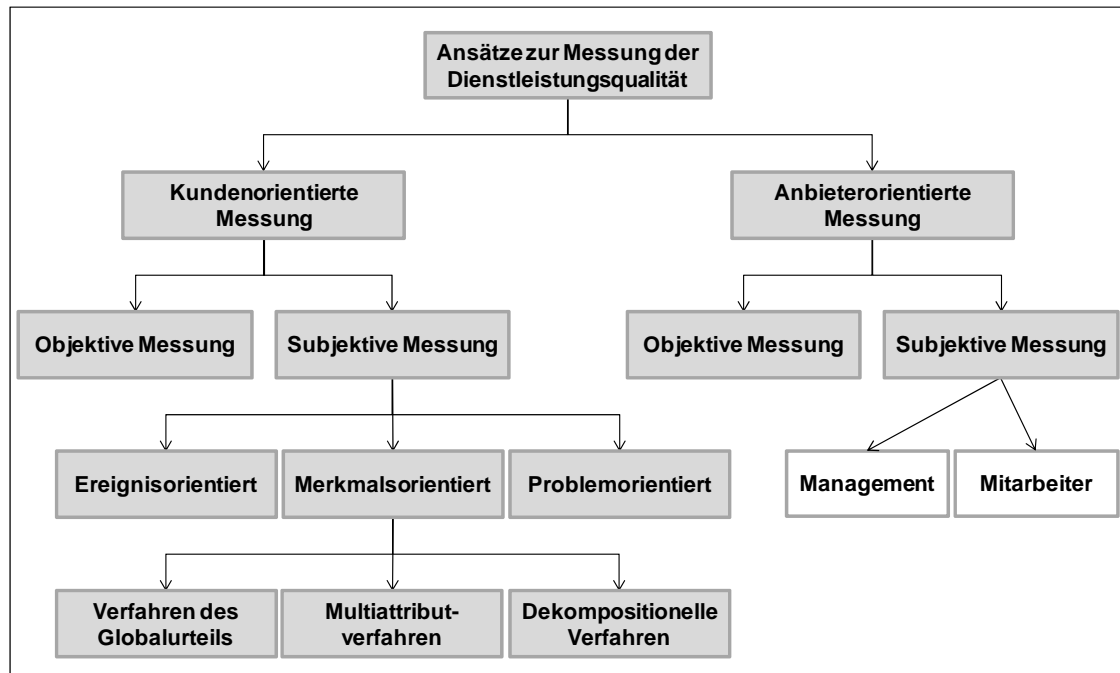 Ansätze zur Messung der
Dienstleistungsqualität
Kundenorientierte
Messung
Anbieterorientierte
Messung
Objektive Messung
Subjektive Messung
Objektive Messung
Subjektive Messung
Ereignisorientiert
Merkmalsorientiert
Problemorientiert
Management
Mitarbeiter
Verfahren des
Globalurteils
Multiattribut-
verfahren
Dekompositionelle
Verfahren